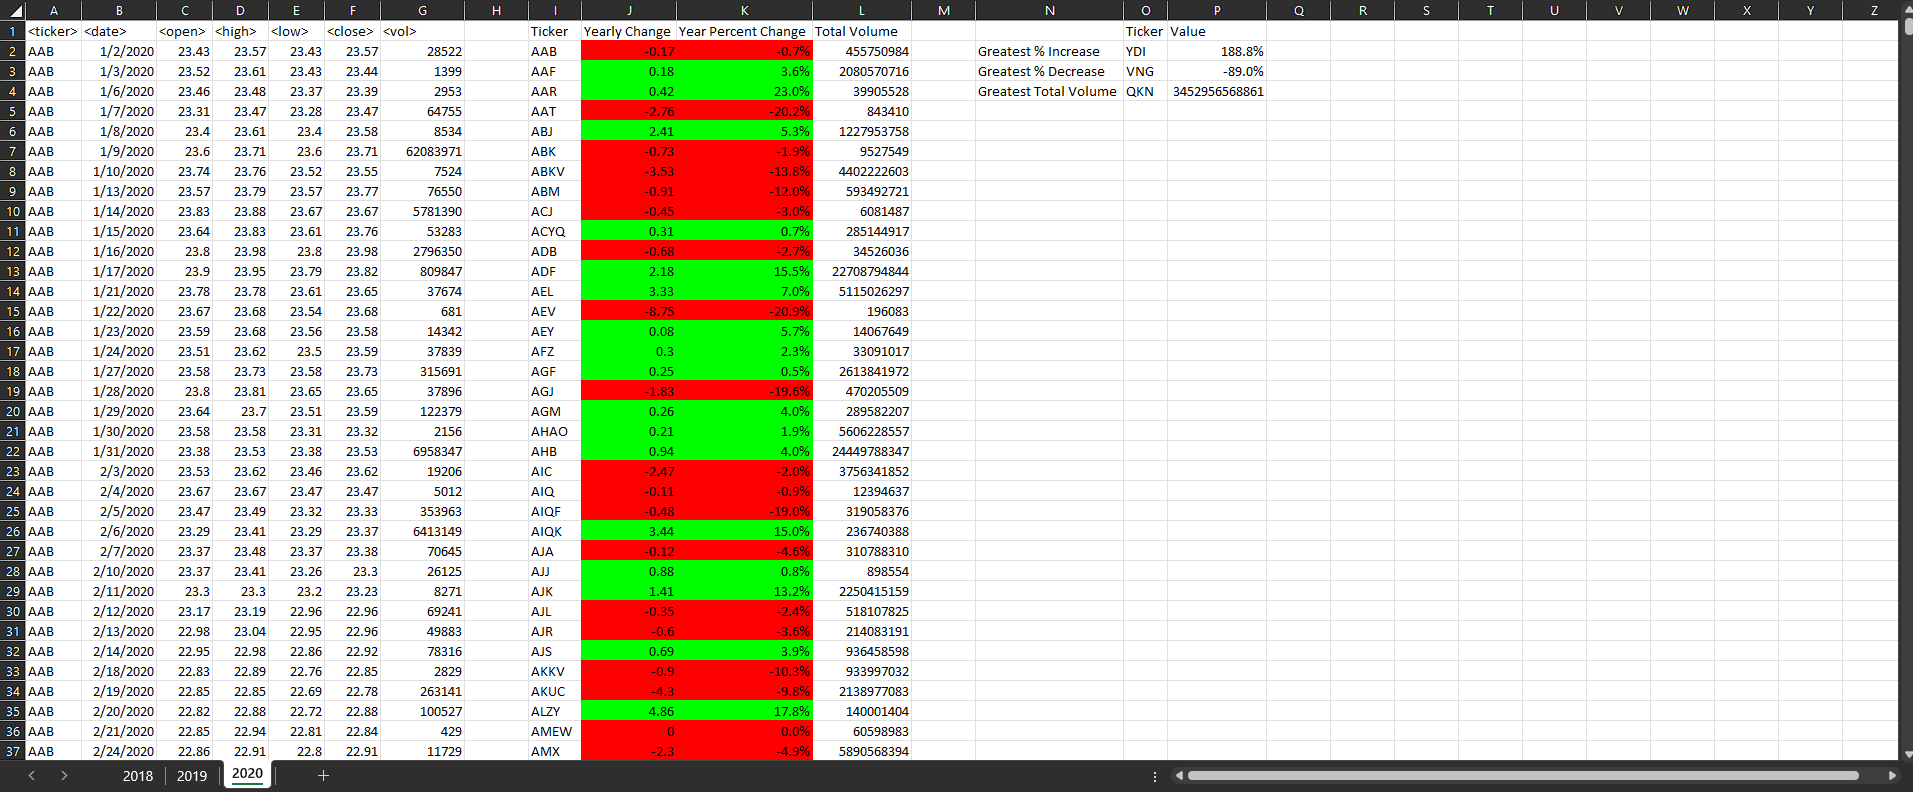 A B C D E F G H I J K L M N O P Q R S T U V W X Y Z
1 <ticker> <date> <open> <high> <low> <close> <vol> Ticker Yearly Change Year Percent Change Total Volume Ticker Value
2 AAB 1/2/2020 23.43 23.57 23.43 23.57 28522 AAB -0.17 -0.7% 455750984 Greatest % Increase YDI 188.8%
3 AAB 1/3/2020 23.52 23.61 23.43 23.44 1399 AAF 0.18 3.6% 2080570716 Greatest % Decrease VNG -89.0%
4 AAB 1/6/2020 23.46 23.48 23.37 23.39 2953 AAR 0.42 23.0% 39905528 Greatest Total Volume QKN 3452956568861
5 AAB 1/7/2020 23.31 23.47 23.28 23.47 64755 AAT -2.76 -20.2% 843410
6 AAB 1/8/2020 23.4 23.61 23.4 23.58 8534 ABJ 2.41 5.3% 1227953758
7 AAB 1/9/2020 23.6 23.71 23.6 23.71 62083971 ABK -0.73 -1.9% 9527549
8 AAB 1/10/2020 23.74 23.76 23.52 23.55 7524 ABKV -3.53 -13.8% 4402222603
9 AAB 1/13/2020 23.57 23.79 23.57 23.77 76550 ABM -0.91 -12.0% 593492721
10 AAB 1/14/2020 23.83 23.88 23.67 23.67 5781390 ACJ -0.45 -3.0% 6081487
11 AAB 1/15/2020 23.64 23.83 23.61 23.76 53283 ACYQ 0.31 0.7% 285144917
12 AAB 1/16/2020 23.8 23.98 23.8 23.98 2796350 ADB -0.68 -2.7% 34526036
13 AAB 1/17/2020 23.9 23.95 23.79 23.82 809847 ADF 2.18 15.5% 22708794844
14 AAB 1/21/2020 23.78 23.78 23.61 23.65 37674 AEL 3.33 7.0% 5115026297
15 AAB 1/22/2020 23.67 23.68 23.54 23.68 681 AEV -8.75 -20.9% 196083
16 AAB 1/23/2020 23.59 23.68 23.56 23.58 14342 AEY 0.08 5.7% 14067649
17 AAB 1/24/2020 23.51 23.62 23.5 23.59 37839 AFZ 0.3 2.3% 33091017
18 AAB 1/27/2020 23.58 23.73 23.58 23.73 315691 AGF 0.25 0.5% 2613841972
19 AAB 1/28/2020 23.8 23.81 23.65 23.65 37896 AGJ -1.83 -19.6% 470205509
20 AAB 1/29/2020 23.64 23.7 23.51 23.59 122379 AGM 0.26 4.0% 289582207
21 AAB 1/30/2020 23.58 23.58 23.31 23.32 2156 AHAO 0.21 1.9% 5606228557
22 AAB 1/31/2020 23.38 23.53 23.38 23.53 6958347 AHB 0.94 4.0% 24449788347
23 AAB 2/3/2020 23.53 23.62 23.46 23.62 19206 AIC -2.47 -2.0% 3756341852
24 AAB 2/4/2020 23.67 23.67 23.47 23.47 5012 AIQ -0.11 -0.9% 12394637
25 AAB 2/5/2020 23.47 23.49 23.32 23.33 353963 AIQF -0.48 -19.0% 319058376
26 AAB 2/6/2020 23.29 23.41 23.29 23.37 6413149 AIQK 3.44 15.0% 236740388
27 AAB 2/7/2020 23.37 23.48 23.37 23.38 70645 AJA -0.12 -4.6% 310788310
28 AAB 2/10/2020 23.37 23.41 23.26 23.3 26125 AJJ 0.88 0.8% 898554
29 AAB 2/11/2020 23.3 23.3 23.2 23.23 8271 AJK 1.41 13.2% 2250415159
30 AAB 2/12/2020 23.17 23.19 22.96 22.96 69241 AJL -0.35 -2.4% 518107825
31 AAB 2/13/2020 22.98 23.04 22.95 22.96 49883 AJR -0.6 -3.6% 214083191
32 AAB 2/14/2020 22.95 22.98 22.86 22.92 78316 AJS 0.69 3.9% 936458598
33 AAB 2/18/2020 22.83 22.89 22.76 22.85 2829 AKKV -0.9 -10.3% 933997032
34 AAB 2/19/2020 22.85 22.85 22.69 22.78 263141 AKUC -4.3 -9.8% 2138977083
35 AAB 2/20/2020 22.82 22.88 22.72 22.88 100527 ALZY 4.86 17.8% 140001404
36 AAB 2/21/2020 22.85 22.94 22.81 22.84 429 AMEW 0 0.0% 60598983
37 AAB 2/24/2020 22.86 22.91 22.8 22.91 11729 AMX -2.3 -4.9% 5890568394
2018 2019 2020 +